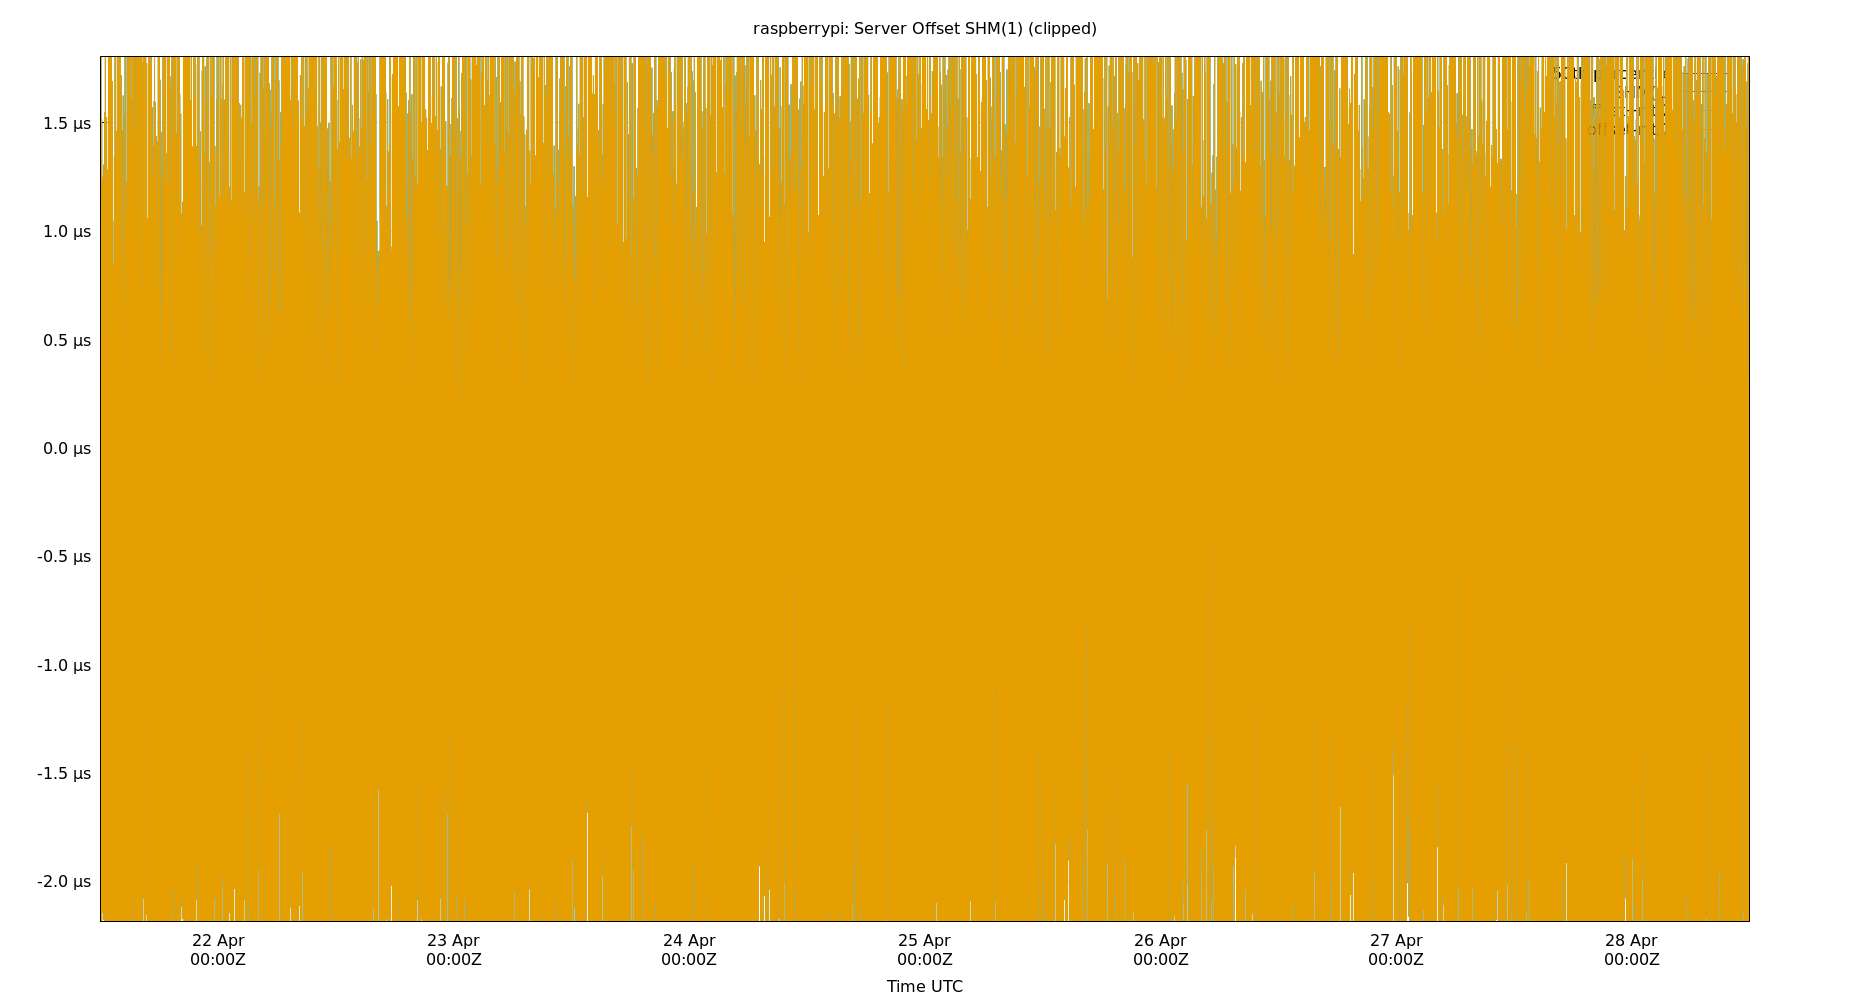 raspberrypi: Server Offset SHM(1) (clipped)
1.5 µs
1.0 µs
0.5 µs
0.0 µs
-0.5 µs
-1.0 µs
-1.5 µs
-2.0 µs
22 Apr 23 Apr 24 Apr 25 Apr 26 Apr 27 Apr 28 Apr
00:00Z 00:00Z 00:00Z 00:00Z 00:00Z 00:00Z 00:00Z
Time UTC